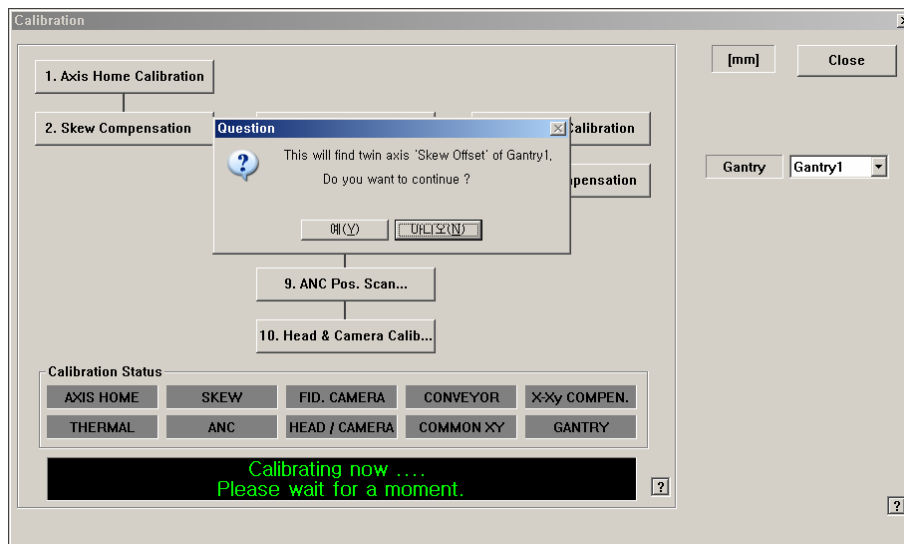 Calibration
[mm]
Close
1. Axis Home Calibration
2. Skew Compensation
Calibration
Question
This will find twin axis 'Skew Offset' of Gantry1,
Do you want to continue ?
예(Y)
아니오(N)
pensation
Gantry
Gantry1
9. ANC Pos. Scan...
10. Head & Camera Calib...
Calibration Status
AXIS HOME
SKEW
FID. CAMERA
CONVEYOR
X-Xy COMPEN.
THERMAL
ANC
HEAD / CAMERA
COMMON XY
GANTRY
Calibrating now ....
Please wait for a moment.
?
?